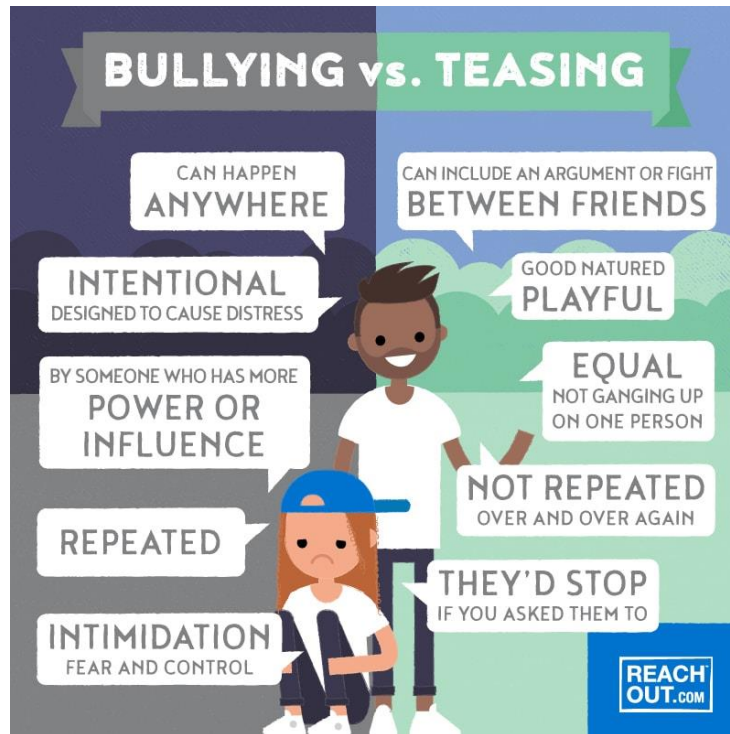 BULLYING vs. TEASING
CAN HAPPEN
ANYWHERE
INTENTIONAL
DESIGNED TO CAUSE DISTRESS
BY SOMEONE WHO HAS MORE
POWER OR
INFLUENCE
REPEATED
INTIMIDATION
FEAR AND CONTROL
CAN INCLUDE AN ARGUMENT OR FIGHT
BETWEEN FRIENDS
GOOD NATURED
PLAYFUL
EQUAL
NOT GANGING UP
ON ONE PERSON
NOT REPEATED
OVER AND OVER AGAIN
THEY'D STOP
IF YOU ASKED THEM TO
REACH
OUT.COM